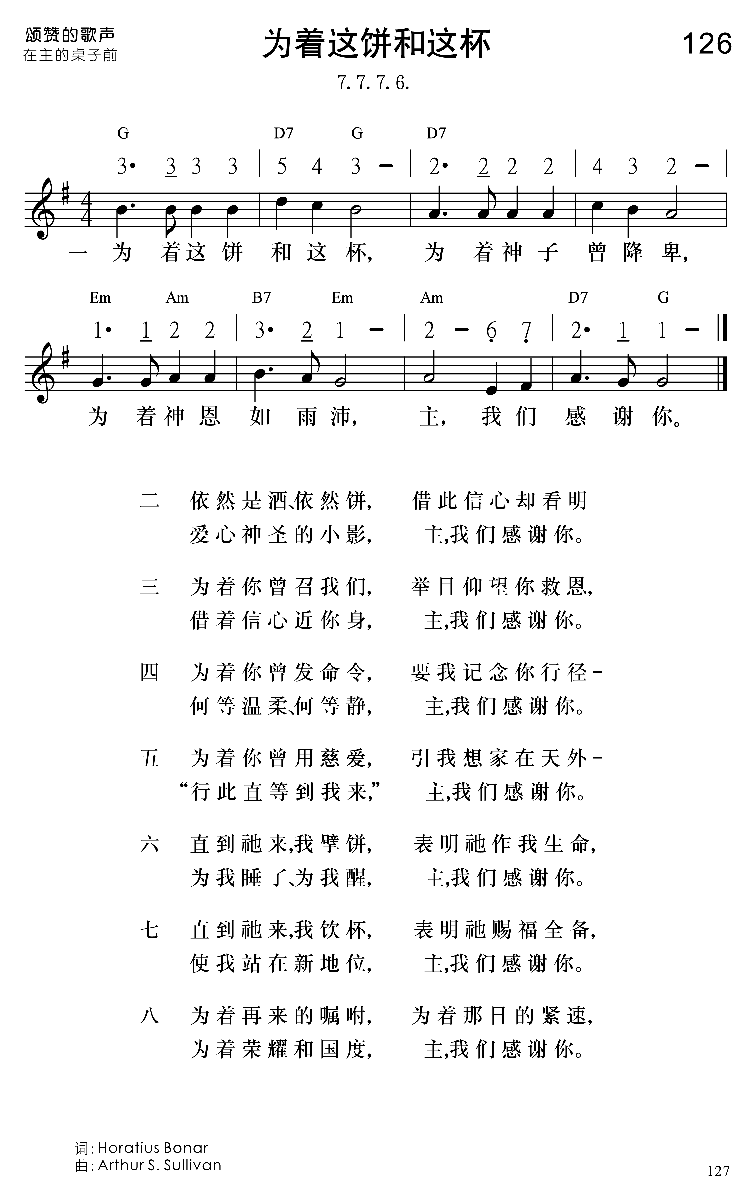 颂赞的歌声
在主的桌子前
为着这饼和这杯
126
7. 7. 7. 6.
G D7 G D7
3· 3 3 3 | 5 4 3 – | 2· 2 2 2 | 4 3 2 – |
4/4
一 为 着 这 饼 和 这 杯, 为 着 神 子 曾 降 卑,
Em Am B7 Em Am D7 G
1· 1 2 2 | 3· 2 1 – | 2 – 6̣ 7̣ | 2· 1 1 – ‖
为 着 神 恩 如 雨 沛, 主, 我 们 感 谢 你。
二 依然是酒、依然饼, 借此信心却看明
爱心神圣的小影, 主,我们感谢你。
三 为着你曾召我们, 举目仰望你救恩,
借着信心近你身, 主,我们感谢你。
四 为着你曾发命令, 要我记念你行径-
何等温柔、何等静, 主,我们感谢你。
五 为着你曾用慈爱, 引我想家在天外-
“行此直等到我来,” 主,我们感谢你。
六 直到祂来,我擘饼, 表明祂作我生命,
为我睡了、为我醒, 主,我们感谢你。
七 直到祂来,我饮杯, 表明祂赐福全备,
使我站在新地位, 主,我们感谢你。
八 为着再来的嘱咐, 为着那日的紧速,
为着荣耀和国度, 主,我们感谢你。
词: Horatius Bonar
曲: Arthur S. Sullivan
127